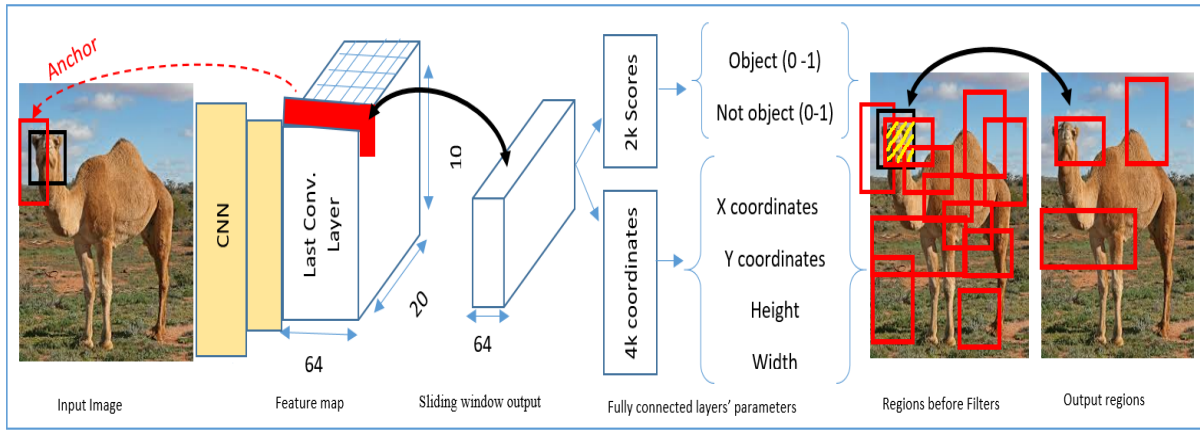 Anchor
CNN
Last Conv.
Layer
10
20
64
64
2k Scores
4k coordinates
Object (0 -1)
Not object (0-1)
X coordinates
Y coordinates
Height
Width
Input Image
Feature map
Sliding window output
Fully connected layers' parameters
Regions before Filters
Output regions